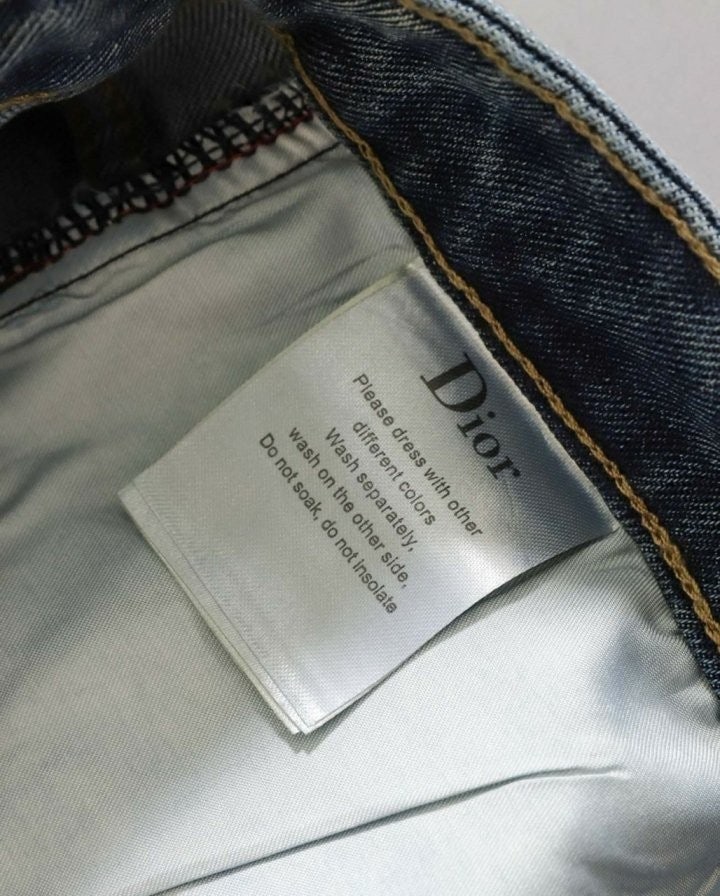 Dior
Please dress with other
different colors
Wash separately,
wash on the other side,
Do not soak, do not insolate